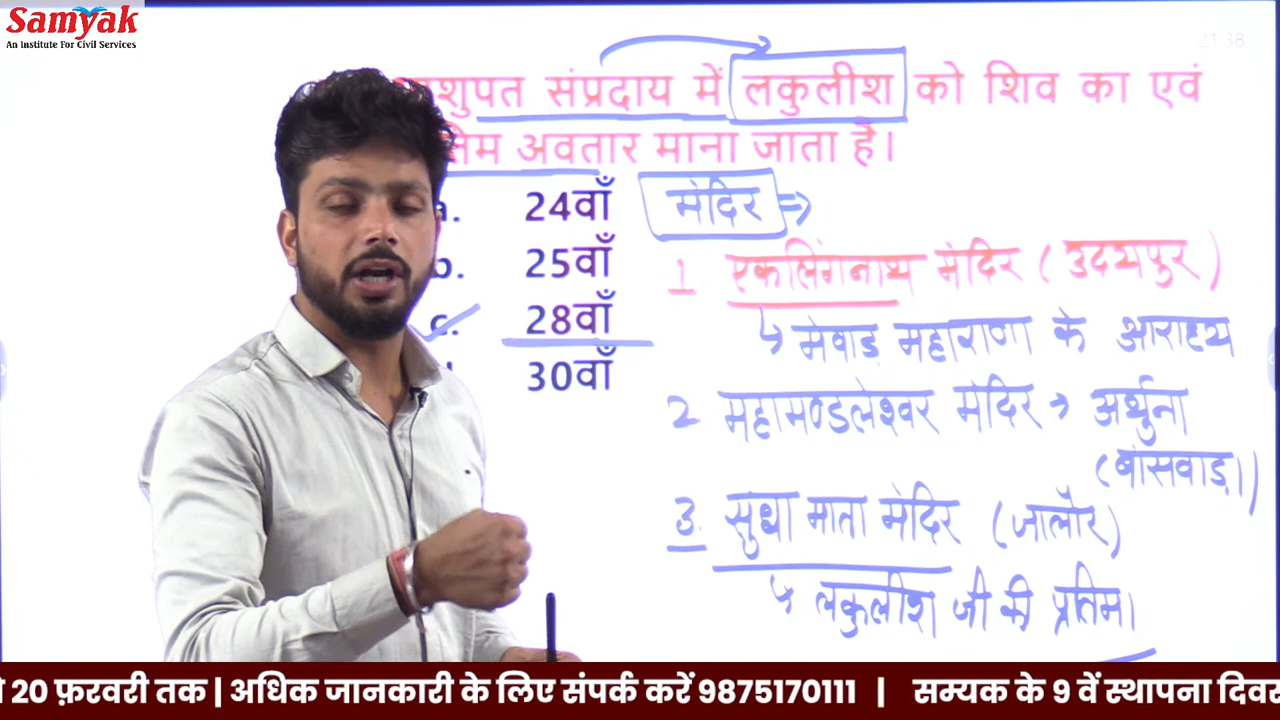 Samyak
An Institute For Civil Services
21:38
शुपत संप्रदाय में लकुलीश को शिव का एवं
अवतार माना जाता है।
a. 24वाँ
b. 25वाँ
c. 28वाँ
30वाँ
मंदिर ⇒
1 एकलिंगनाथ मंदिर (उदयपुर)
↳ मेवाड़ महाराणा के आराध्य
2 महामण्डलेश्वर मंदिर → अर्थुना
(बांसवाड़ा)
3. सुधा माता मंदिर (जालौर)
↳ लकुलीश जी की प्रतिमा
20 फ़रवरी तक | अधिक जानकारी के लिए संपर्क करें 9875170111 | सम्यक के 9 वें स्थापना दिवस